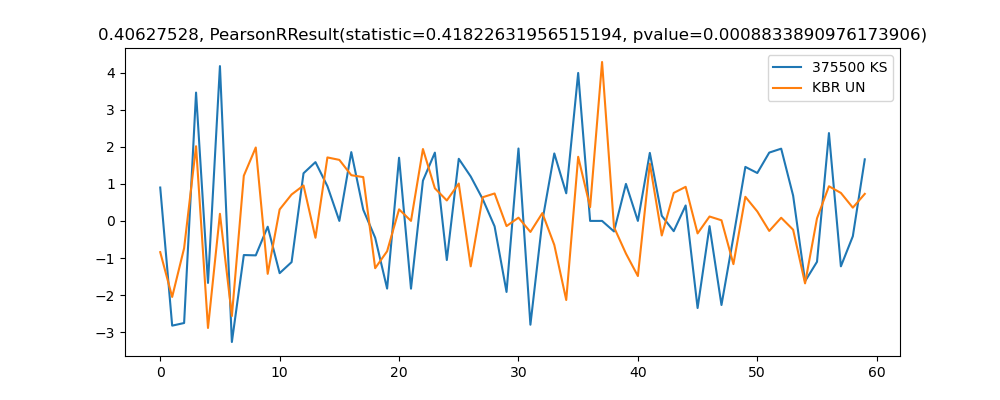 0.40627528, PearsonRResult(statistic=0.41822631956515194, pvalue=0.0008833890976173906)
375500 KS
KBR UN
4
3
2
1
0
−1
−2
−3
0 10 20 30 40 50 60